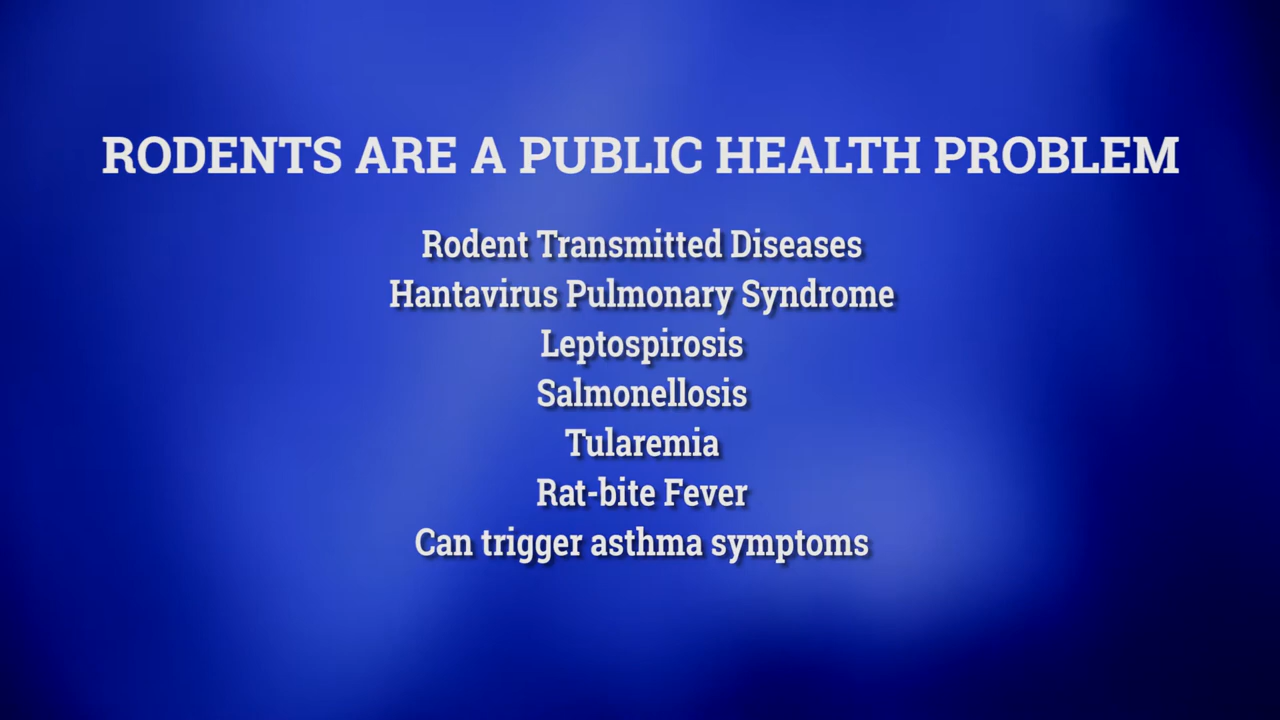 RODENTS ARE A PUBLIC HEALTH PROBLEM
Rodent Transmitted Diseases
Hantavirus Pulmonary Syndrome
Leptospirosis
Salmonellosis
Tularemia
Rat-bite Fever
Can trigger asthma symptoms